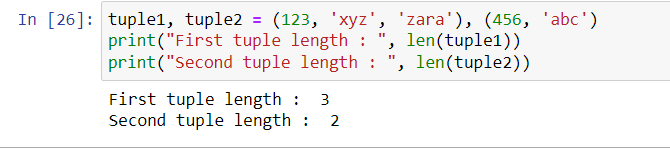 In [26]: tuple1, tuple2 = (123, 'xyz', 'zara'), (456, 'abc')
print("First tuple length : ", len(tuple1))
print("Second tuple length : ", len(tuple2))
First tuple length :  3
Second tuple length :  2